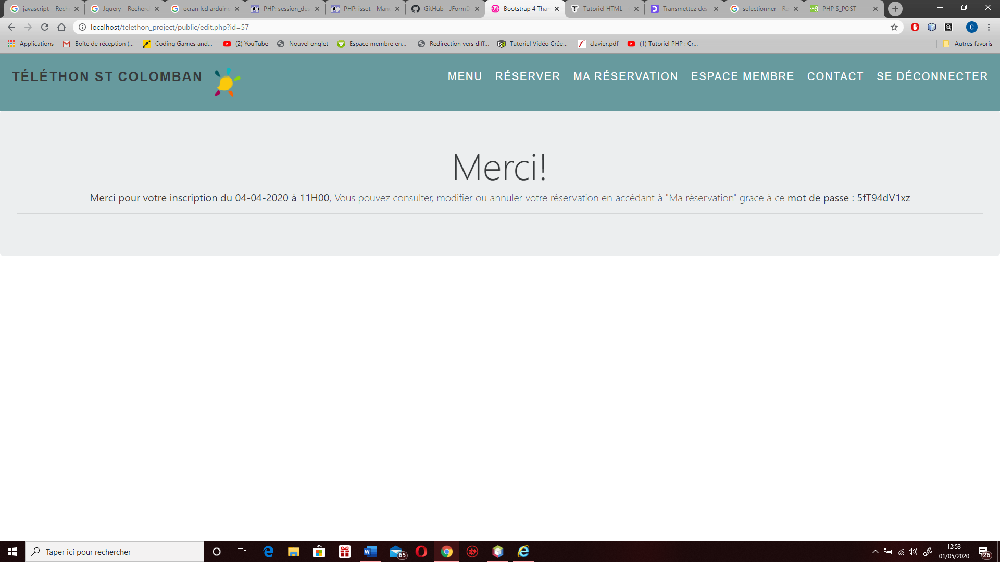 javascript – Rech Jquery – Recherc ecran lcd arduino PHP: session_des PHP: isset - Manu GitHub - JFormD Bootstrap 4 Than Tutoriel HTML - Transmettez des selectionner - Re PHP $_POST
localhost/telethon_project/public/edit.php?id=57
Applications Boîte de réception (... Coding Games and... (2) YouTube Nouvel onglet Espace membre en... Redirection vers diff... Tutoriel Vidéo Crée... clavier.pdf (1) Tutoriel PHP : Cr... Autres favoris
TÉLÉTHON ST COLOMBAN MENU RÉSERVER MA RÉSERVATION ESPACE MEMBRE CONTACT SE DÉCONNECTER
Merci!
Merci pour votre inscription du 04-04-2020 à 11H00, Vous pouvez consulter, modifier ou annuler votre réservation en accédant à "Ma réservation" grace à ce mot de passe : 5fT94dV1xz
Taper ici pour rechercher 65 12:53
01/05/2020 26